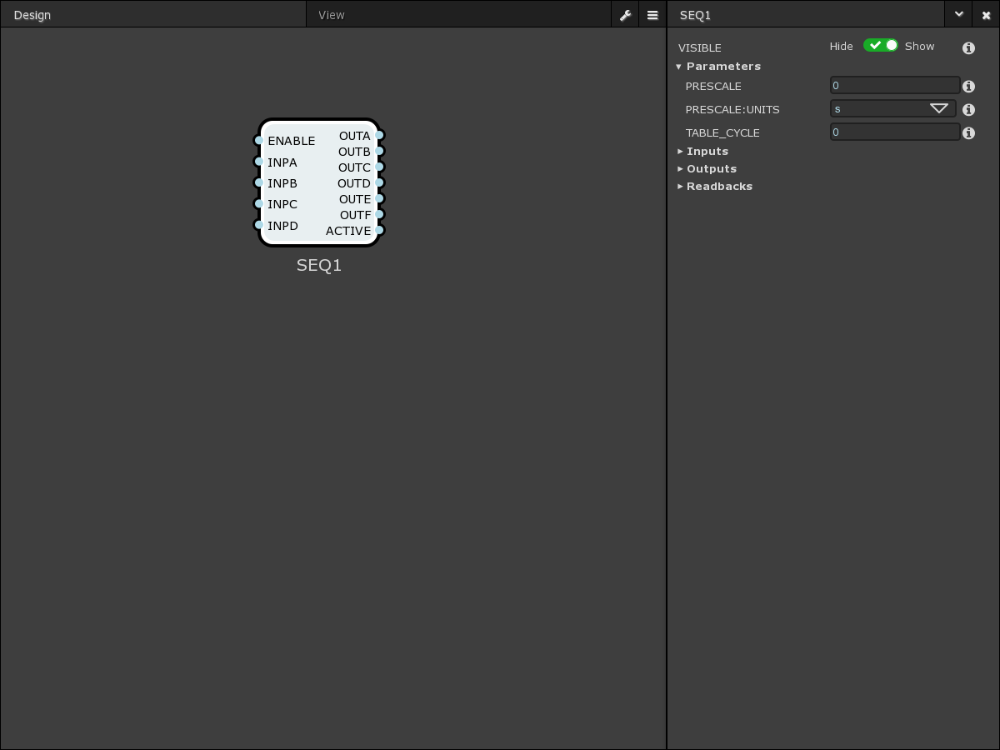 Design
View
SEQ1
VISIBLE
Hide
Show
Parameters
PRESCALE
0
PRESCALE:UNITS
s
TABLE_CYCLE
0
Inputs
Outputs
Readbacks
ENABLE
INPA
INPB
INPC
INPD
OUTA
OUTB
OUTC
OUTD
OUTE
OUTF
ACTIVE
SEQ1